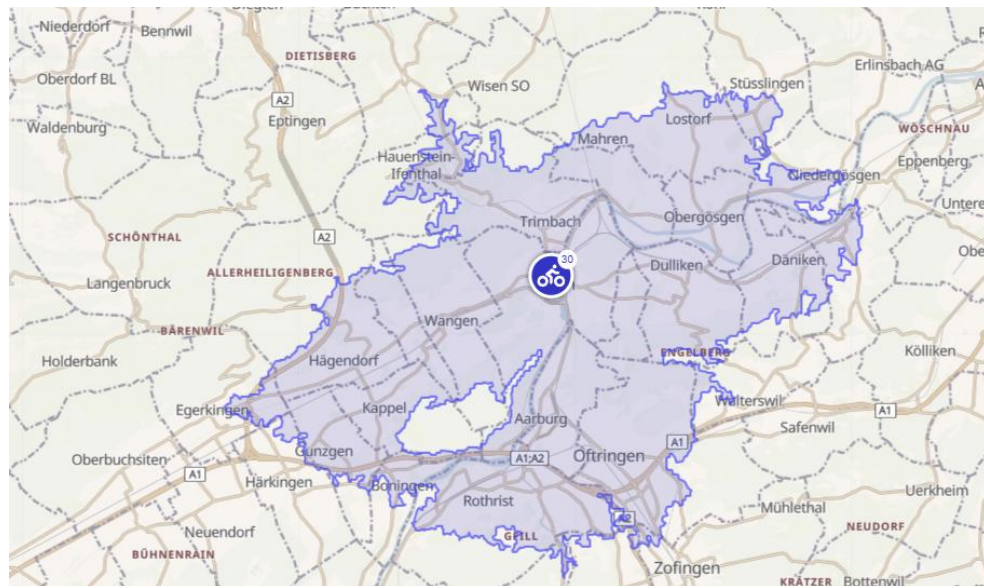 Niederdorf
Bennwil
DIETISBERG
Oberdorf BL
Wisen SO
Stüsslingen
Erlinsbach AG
A2
Eptingen
Lostorf
Waldenburg
Mahren
WÖSCHNAU
Hauenstein-
Ifenthal
Eppenberg
Niedergösgen
Trimbach
Obergösgen
SCHÖNTHAL
A2
30
Däniken
Dulliken
ALLERHEILIGENBERG
Langenbruck
BÄRENWIL
Wangen
Holderbank
Hägendorf
ENGELBERG
Kölliken
Walterswil
Egerkingen
Kappel
A1
Aarburg
Safenwil
A1
Gunzgen
Oberbuchsiten
A1;A2
Oftringen
A1
Härkingen
Boningen
Rothrist
Uerkheim
Mühlethal
A2
Neuendorf
NEUDORF
GFILL
BÜHNENRAIN
Zofingen
KRÄTZER
Bottenwil